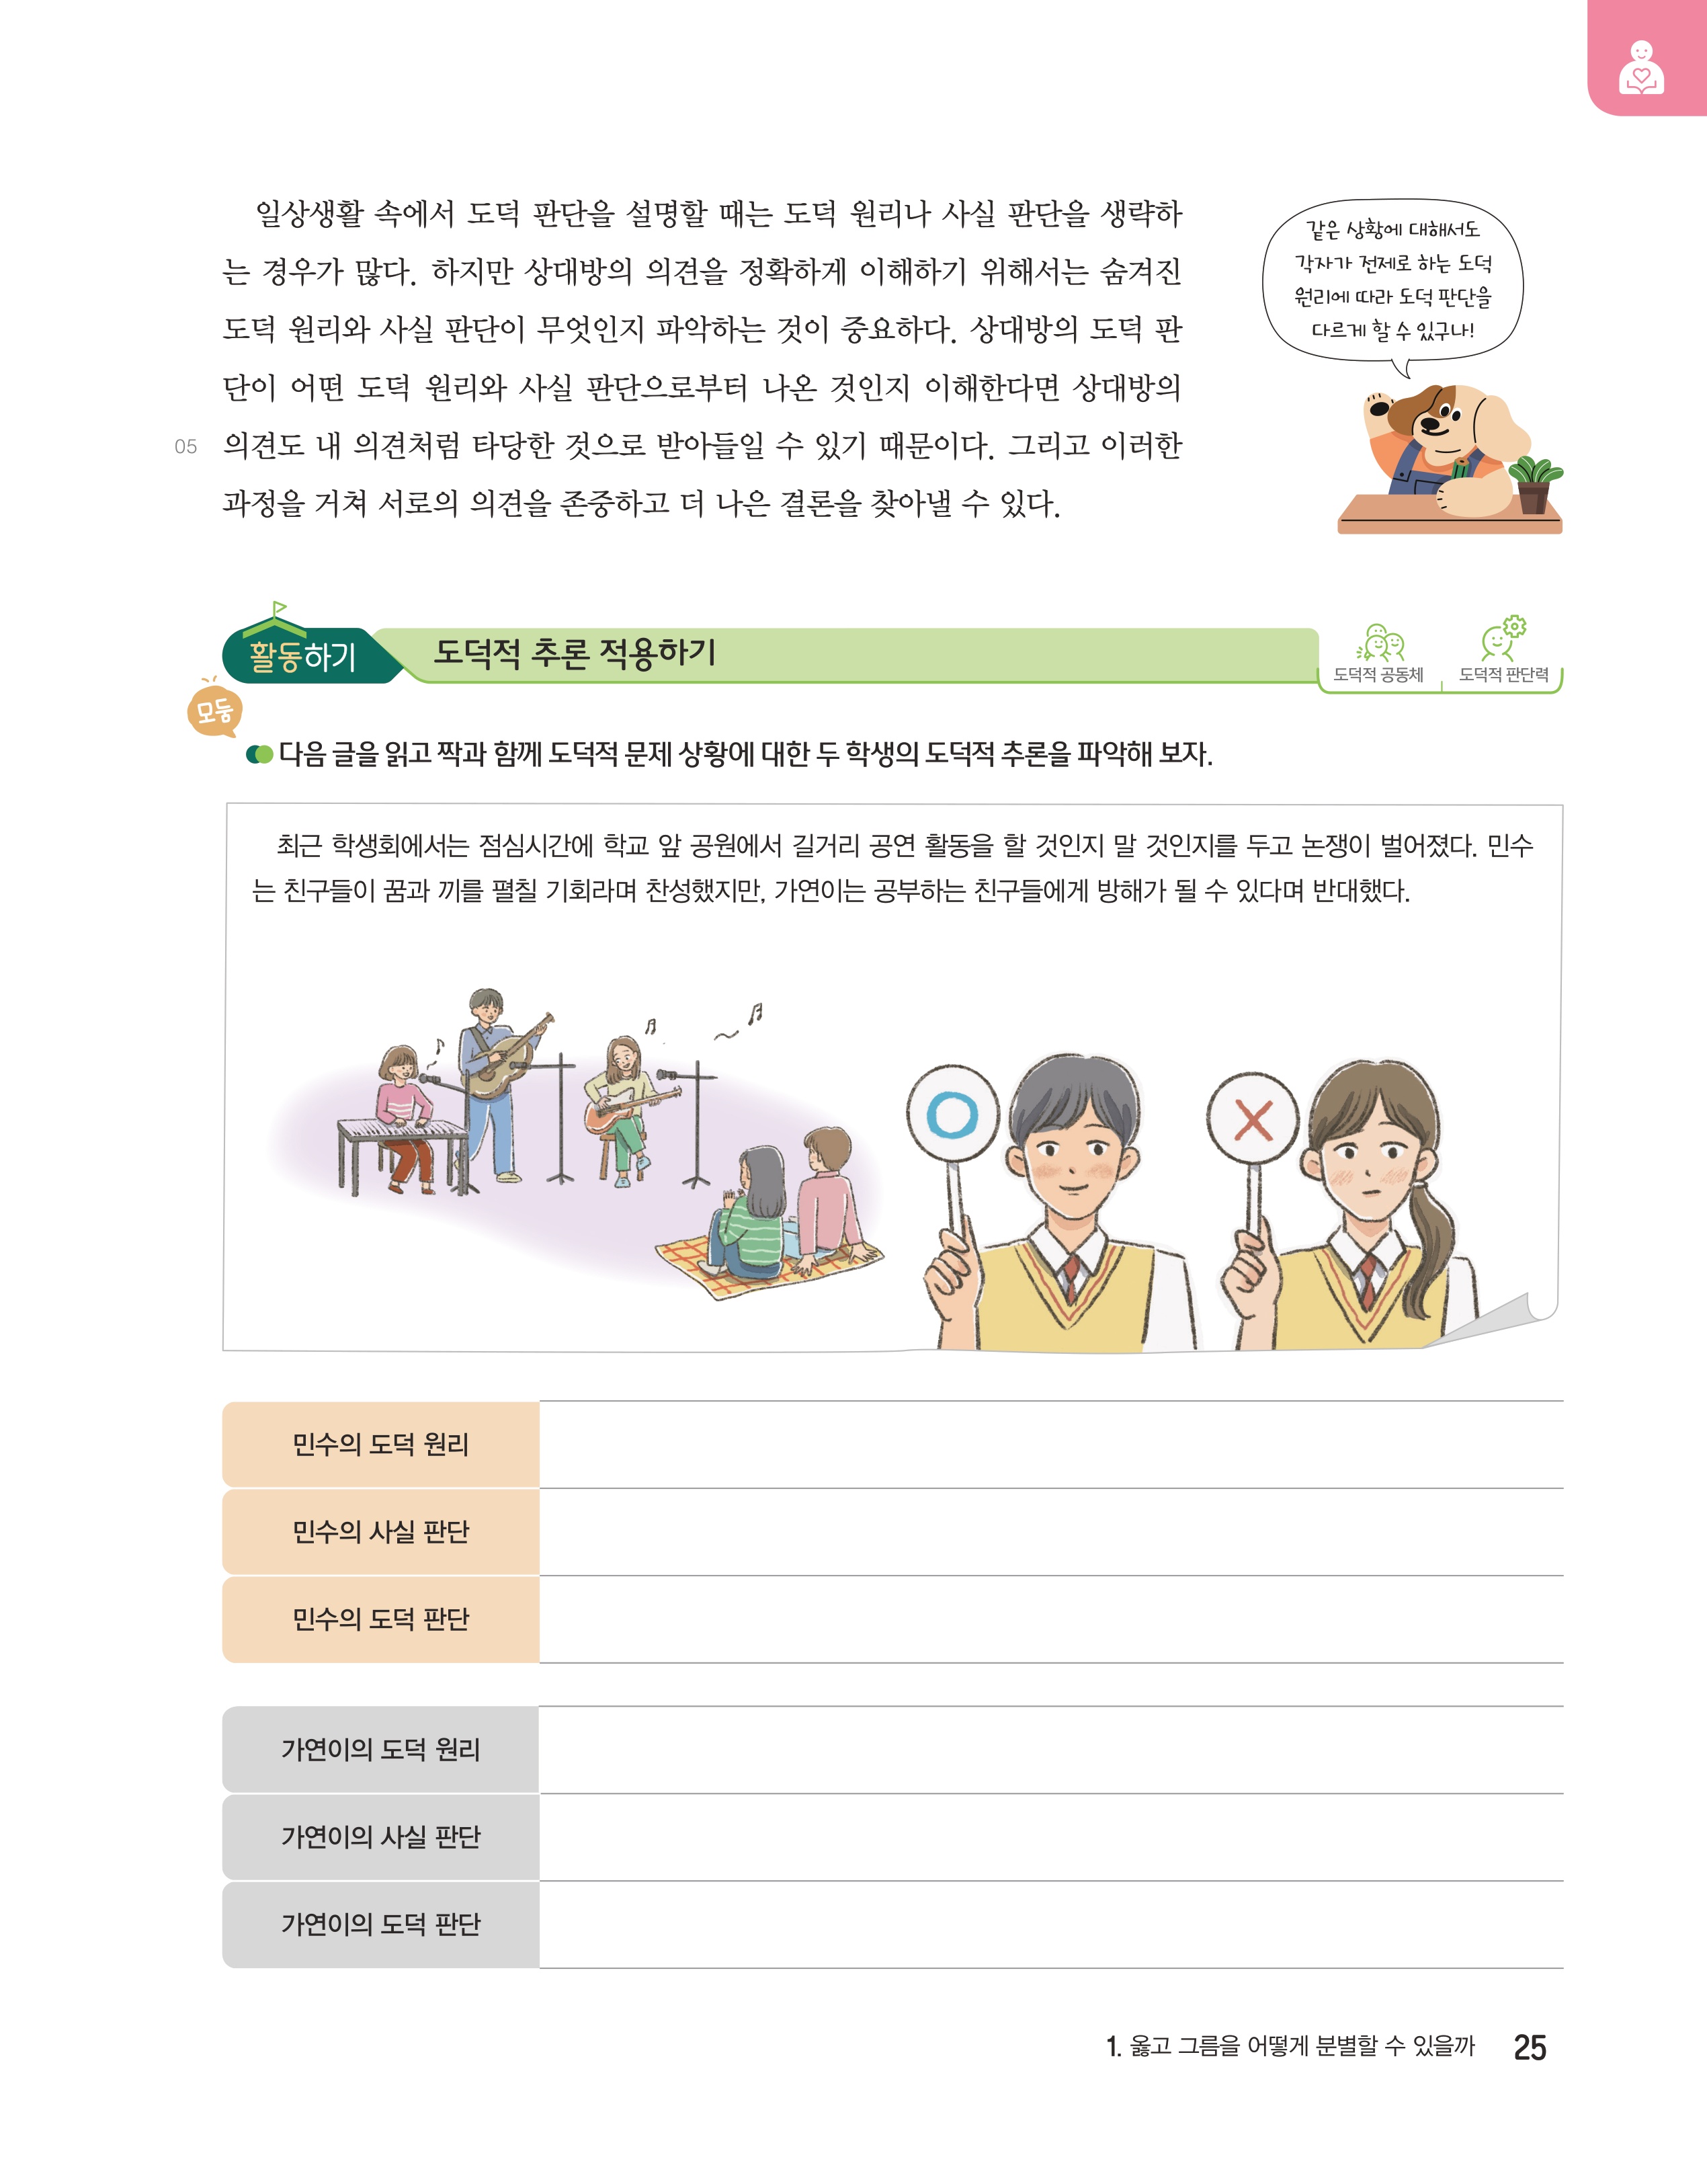 일상생활 속에서 도덕 판단을 설명할 때는 도덕 원리나 사실 판단을 생략하
는 경우가 많다. 하지만 상대방의 의견을 정확하게 이해하기 위해서는 숨겨진
도덕 원리와 사실 판단이 무엇인지 파악하는 것이 중요하다. 상대방의 도덕 판
단이 어떤 도덕 원리와 사실 판단으로부터 나온 것인지 이해한다면 상대방의
05 의견도 내 의견처럼 타당한 것으로 받아들일 수 있기 때문이다. 그리고 이러한
과정을 거쳐 서로의 의견을 존중하고 더 나은 결론을 찾아낼 수 있다.
같은 상황에 대해서도
각자가 전제로 하는 도덕
원리에 따라 도덕 판단을
다르게 할 수 있구나!
활동하기 도덕적 추론 적용하기
도덕적 공동체 도덕적 판단력
모둠
다음 글을 읽고 짝과 함께 도덕적 문제 상황에 대한 두 학생의 도덕적 추론을 파악해 보자.
최근 학생회에서는 점심시간에 학교 앞 공원에서 길거리 공연 활동을 할 것인지 말 것인지를 두고 논쟁이 벌어졌다. 민수
는 친구들이 꿈과 끼를 펼칠 기회라며 찬성했지만, 가연이는 공부하는 친구들에게 방해가 될 수 있다며 반대했다.
민수의 도덕 원리
민수의 사실 판단
민수의 도덕 판단
가연이의 도덕 원리
가연이의 사실 판단
가연이의 도덕 판단
1. 옳고 그름을 어떻게 분별할 수 있을까 25